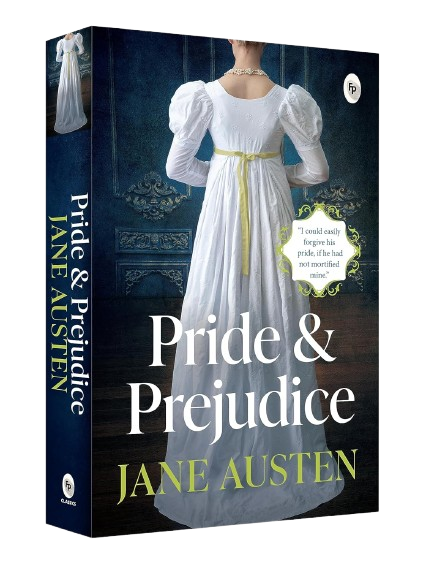 Pride & Prejudice
JANE AUSTEN
FP
CLASSICS
FP
"I could easily
forgive his
pride, if he had
not mortified
mine."
Pride &
Prejudice
JANE AUSTEN